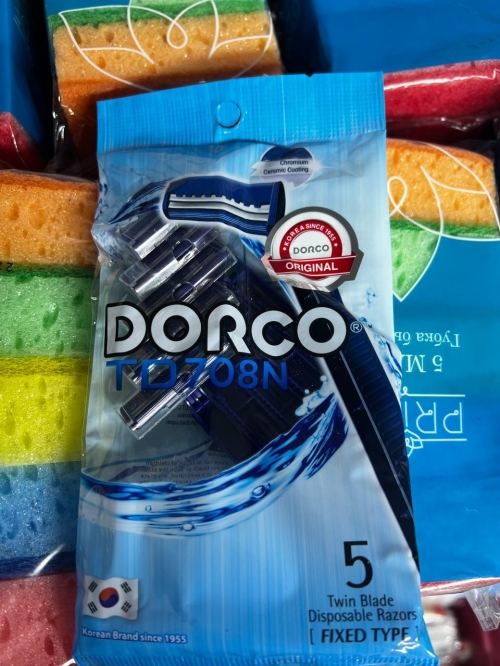 Chromium
Ceramic Coating
KOREA SINCE 1955
DORCO
ORIGINAL
DORCO®
TD708N
5
Twin Blade
Disposable Razors
[ FIXED TYPE ]
Korean Brand since 1955
Губка
5
PRI